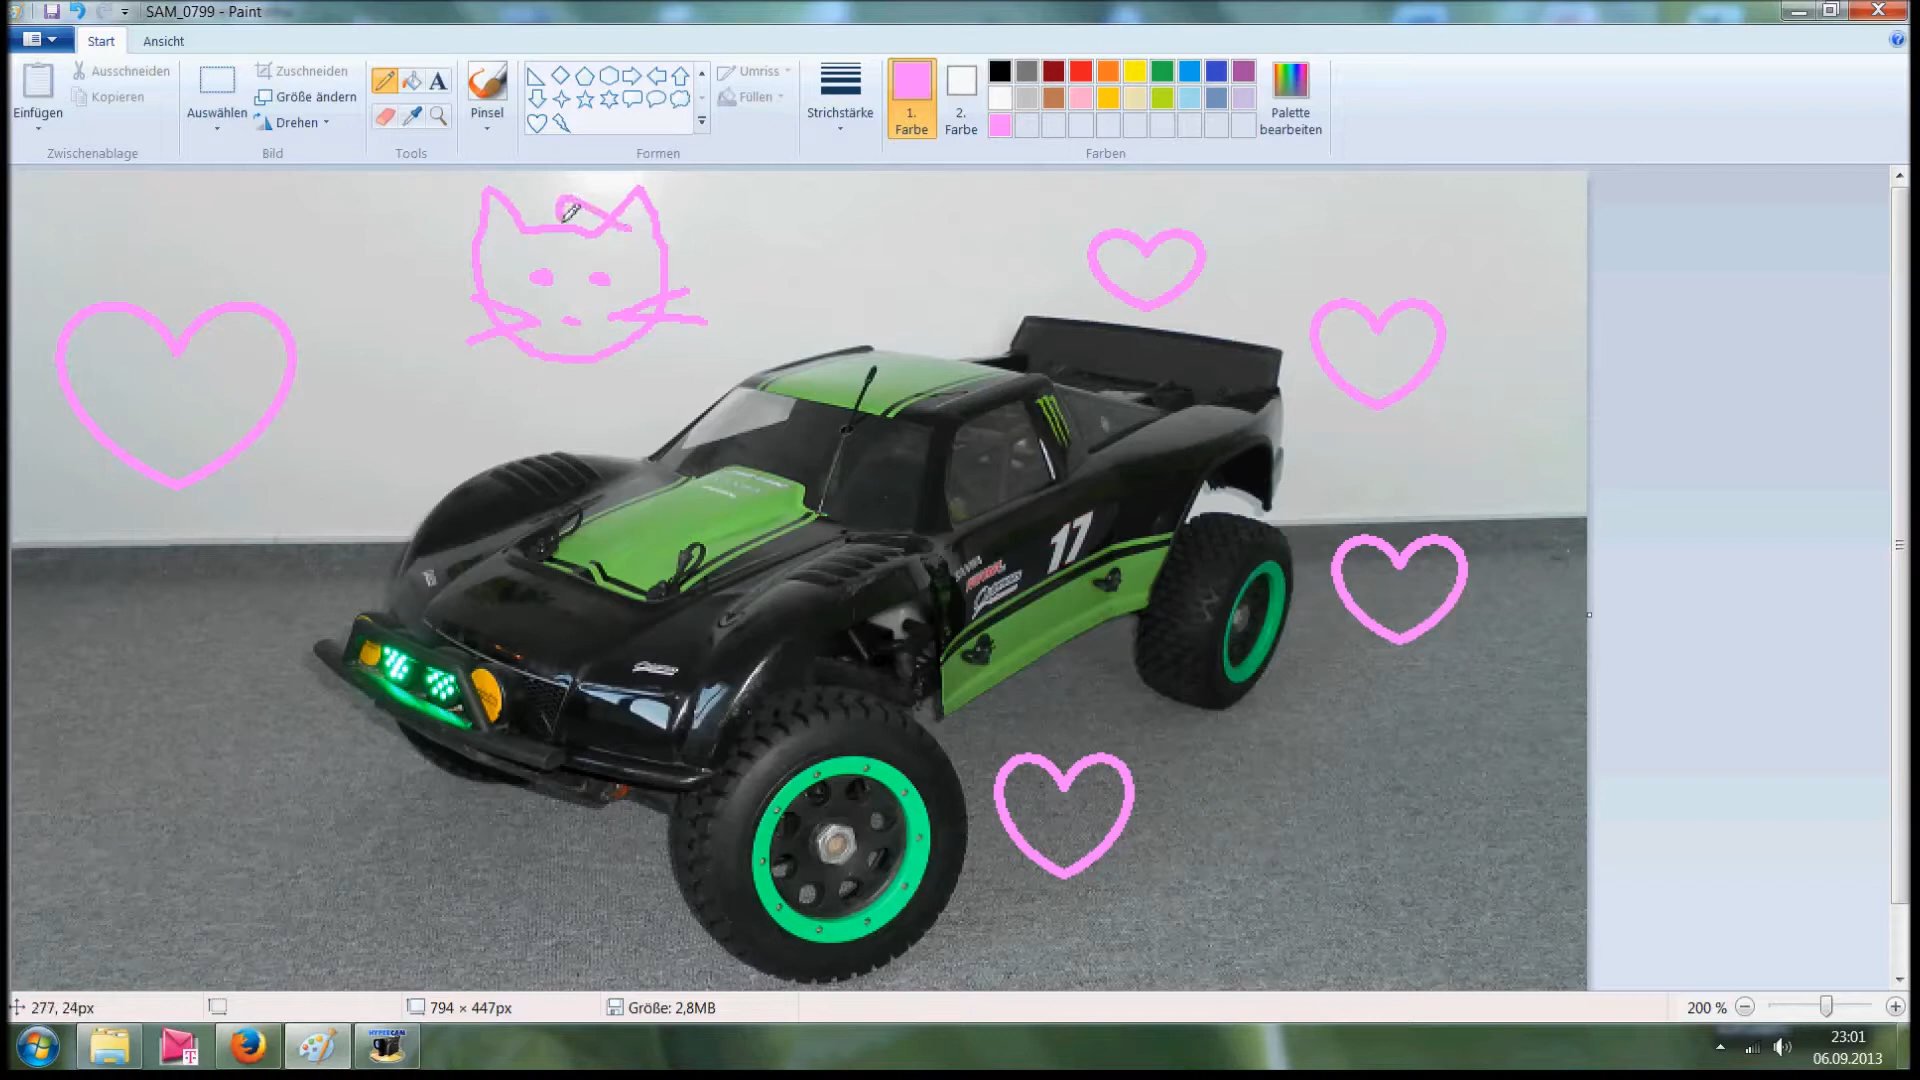 SAM_0799 - Paint
Start
Ansicht
Einfügen
Ausschneiden
Kopieren
Zwischenablage
Auswählen
Zuschneiden
Größe ändern
Drehen
Bild
A
Tools
Pinsel
Formen
Umriss
Füllen
Strichstärke
1.
Farbe
2.
Farbe
Palette
bearbeiten
Farben
17
277, 24px
794 × 447px
Größe: 2,8MB
200 %
T
HYPERCAM
23:01
06.09.2013